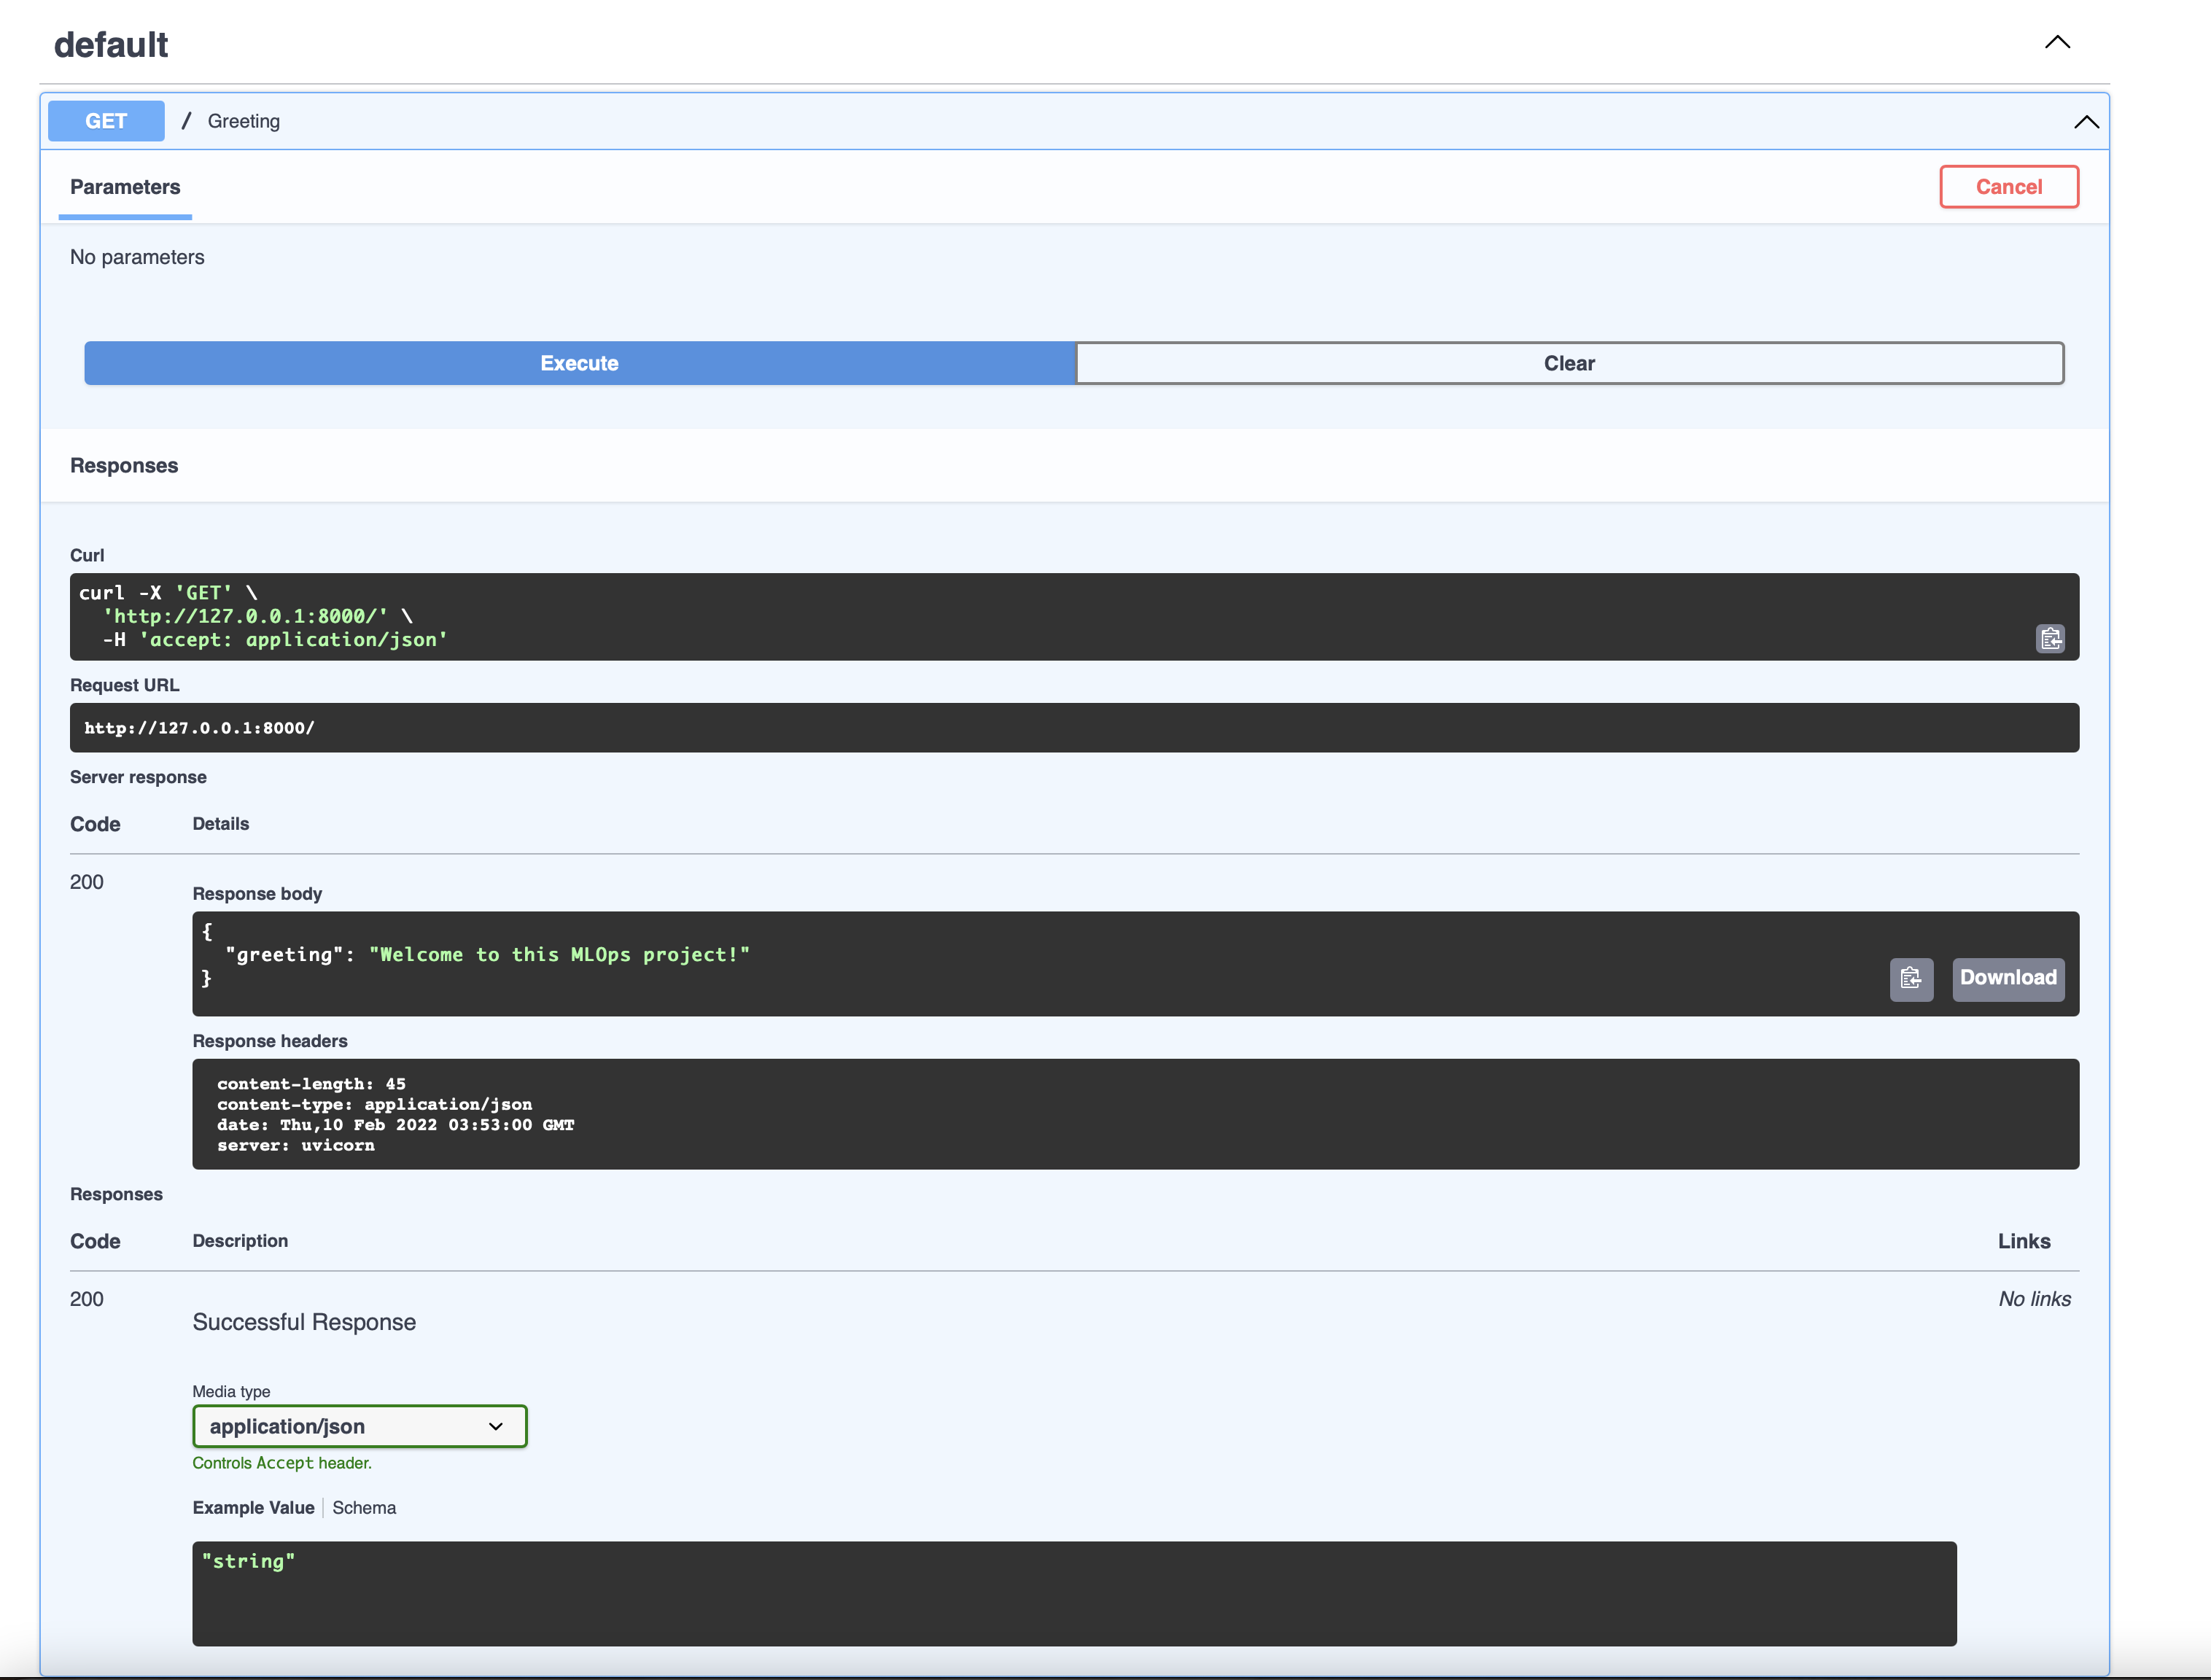 default
GET / Greeting
Parameters Cancel
No parameters
Execute Clear
Responses
Curl
curl -X 'GET' \
'http://127.0.0.1:8000/' \
-H 'accept: application/json'
Request URL
http://127.0.0.1:8000/
Server response
Code Details
200
Response body
{
"greeting": "Welcome to this MLOps project!"
}
Download
Response headers
content-length: 45
content-type: application/json
date: Thu,10 Feb 2022 03:53:00 GMT
server: uvicorn
Responses
Code Description Links
200 No links
Successful Response
Media type
application/json
Controls Accept header.
Example Value Schema
"string"